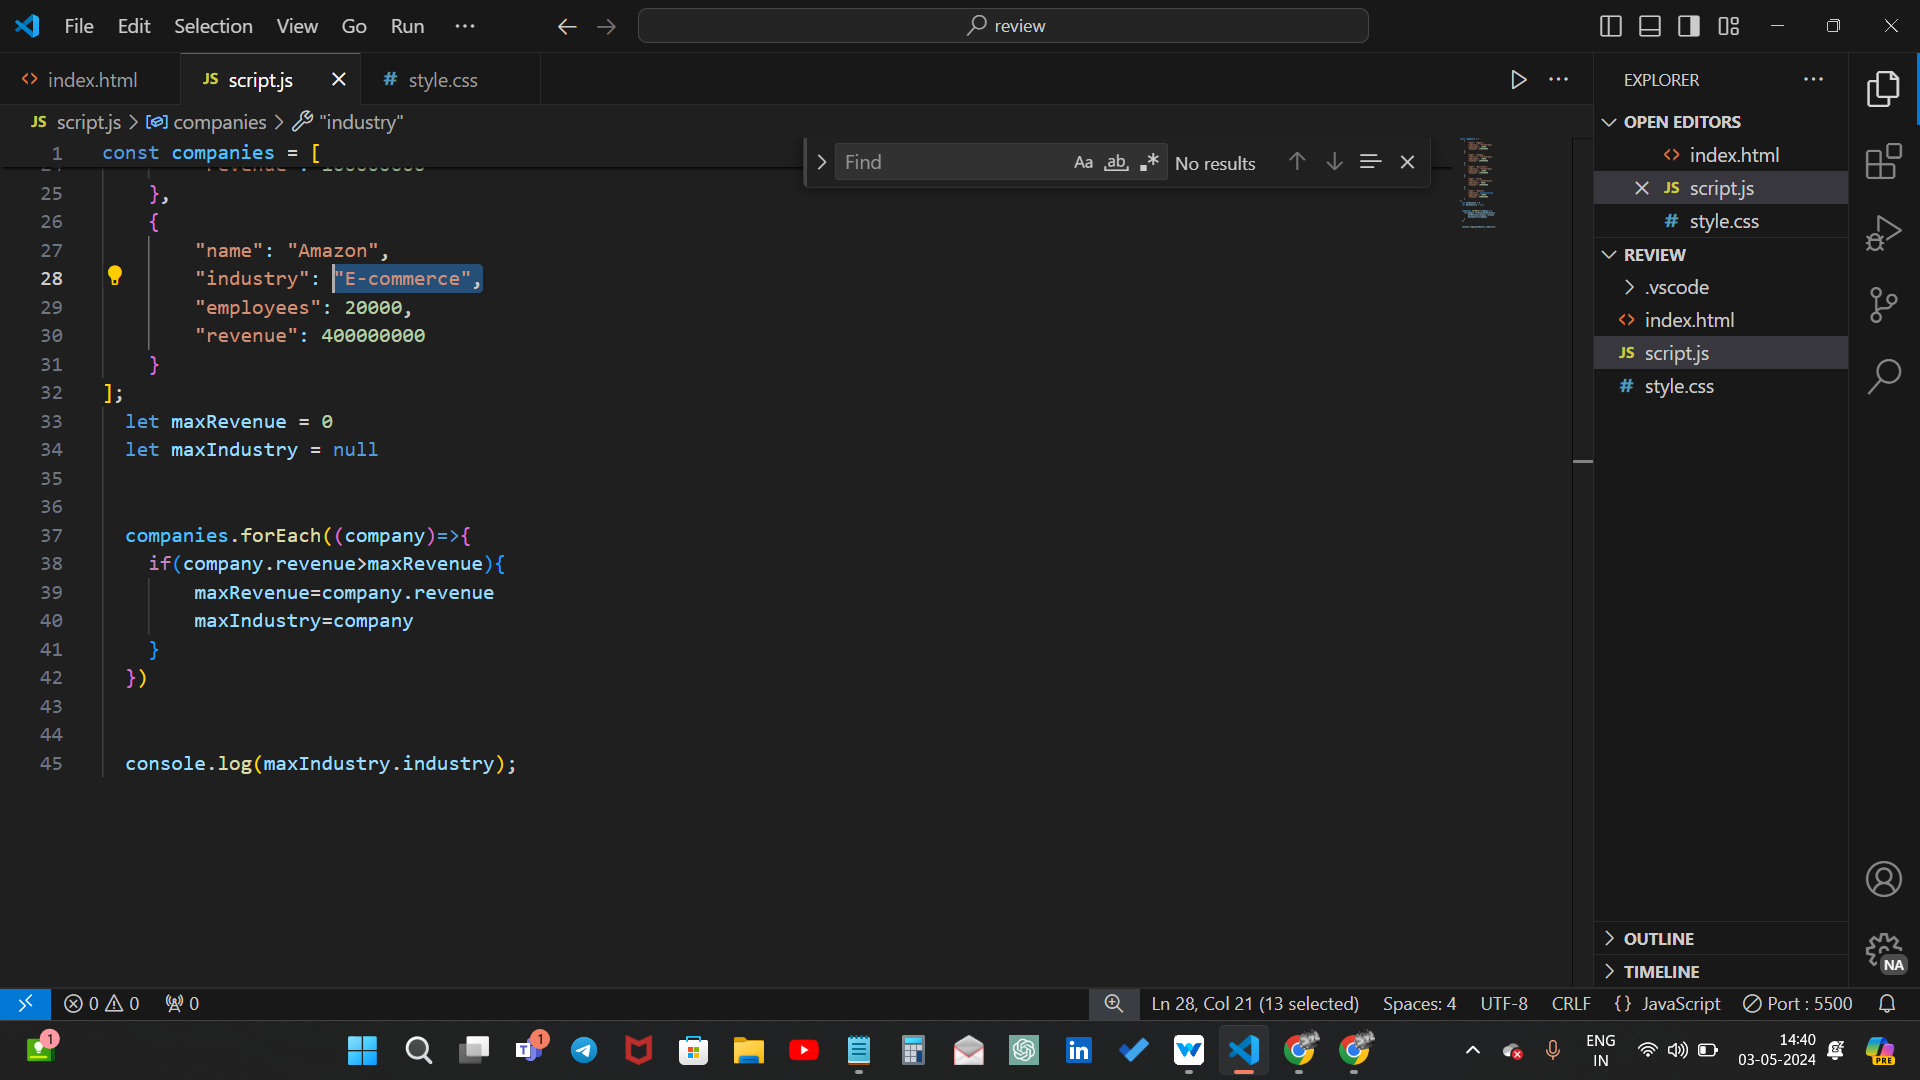 File Edit Selection View Go Run ···
review
index.html
JS script.js
# style.css
JS script.js > companies > "industry"
1 const companies = [
Find
Aa ab .* No results
25 },
26 {
27 "name": "Amazon",
28 "industry": "E-commerce",
29 "employees": 20000,
30 "revenue": 400000000
31 }
32 ];
33 let maxRevenue = 0
34 let maxIndustry = null
35
36
37 companies.forEach((company)=>{
38 if(company.revenue>maxRevenue){
39 maxRevenue=company.revenue
40 maxIndustry=company
41 }
42 })
43
44
45 console.log(maxIndustry.industry);
EXPLORER
OPEN EDITORS
index.html
JS script.js
# style.css
REVIEW
.vscode
index.html
JS script.js
# style.css
OUTLINE
TIMELINE
NA
0 0 0
Ln 28, Col 21 (13 selected) Spaces: 4 UTF-8 CRLF {} JavaScript Port : 5500
1
1
T
in
W
ENG
IN
14:40
03-05-2024
PRE